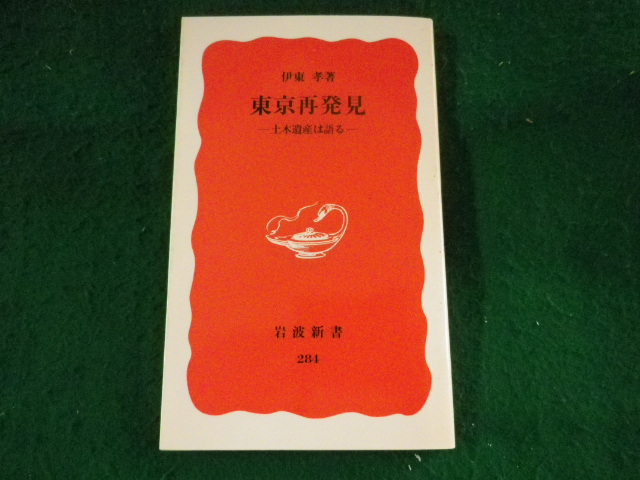 伊東 孝著
東京再発見
―土木遺産は語る―
岩波新書
284